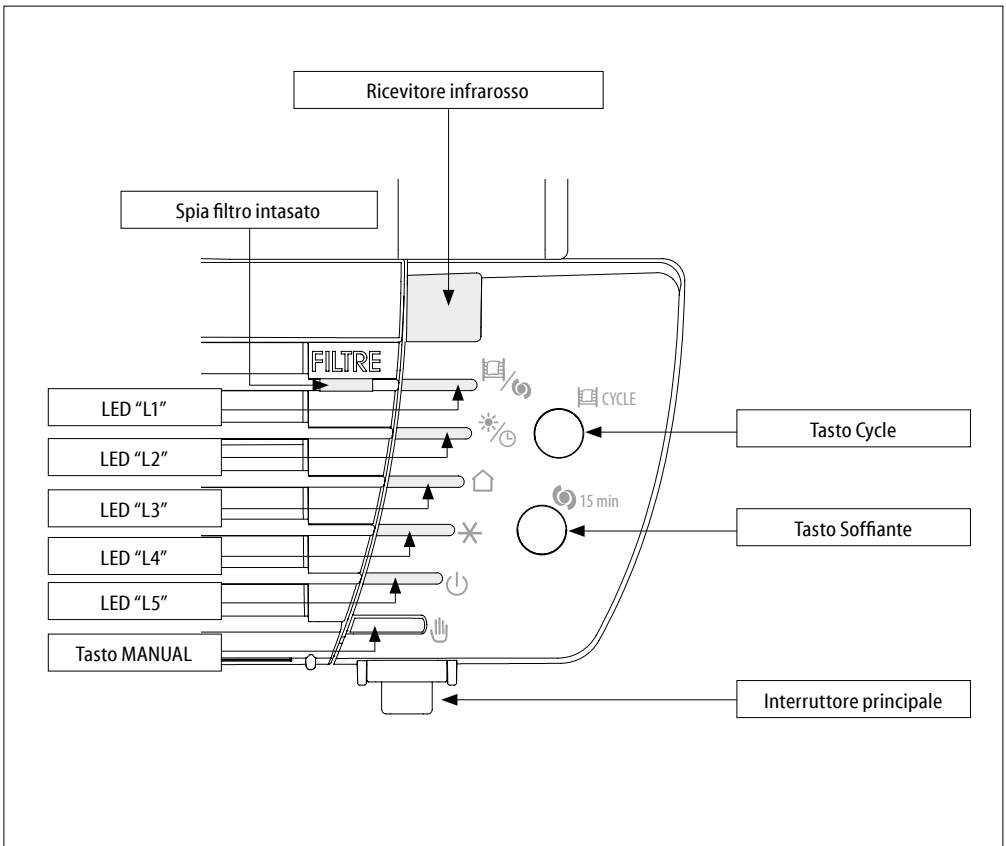 Ricevitore infrarosso
Spia filtro intasato
FILTRE
LED “L1”
CYCLE
Tasto Cycle
LED “L2”
LED “L3”
15 min
Tasto Soffiante
LED “L4”
LED “L5”
Tasto MANUAL
Interruttore principale